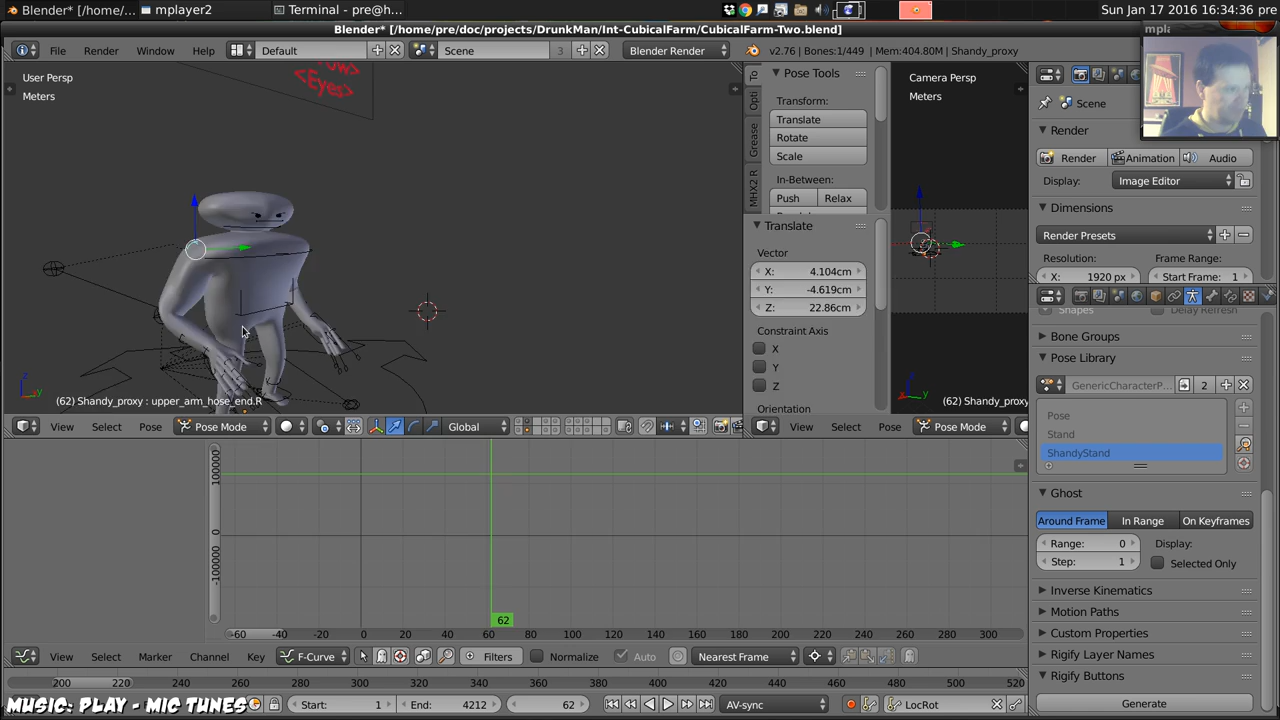 Blender* [/home/...
mplayer2
Terminal - pre@h...
Sun Jan 17 2016 16:34:36 pre
Blender* [/home/pre/doc/projects/DrunkMan/Int-CubicalFarm/CubicalFarm-Two.blend]
mpla
File Render Window Help
Default
Scene
3
Blender Render
v2.76 | Bones:1/449 | Mem:404.80M | Shandy_proxy
User Persp
Meters
<Eyes>
To
Opti
Grease
MHX2 R
Pose Tools
Transform:
Translate
Rotate
Scale
In-Between:
Push Relax
Translate
Vector
X: 4.104cm
Y: -4.619cm
Z: 22.86cm
Constraint Axis
X
Y
Z
Orientation
Camera Persp
Meters
(62) Shandy_proxy
(62) Shandy_proxy : upper_arm_hose_end.R
View Select Pose
Pose Mode
Global
View Select Pose
Pose Mode
Scene
Render
Render Animation Audio
Display: Image Editor
Dimensions
Render Presets
Resolution: Frame Range:
X: 1920 px Start Frame: 1
Shapes Delay Refresh
Bone Groups
Pose Library
GenericCharacterP... 2
Pose
Stand
ShandyStand
Ghost
Around Frame In Range On Keyframes
Range: 0 Display:
Step: 1 Selected Only
Inverse Kinematics
Motion Paths
Custom Properties
Rigify Layer Names
Rigify Buttons
Generate
100000
0
-100000
62
-60 -40 -20 0 20 40 60 80 100 120 140 160 180 200 220 240 260 280 300
View Select Marker Channel Key
F-Curve
Filters
Normalize
Auto
Nearest Frame
200 220 240 260 280 300 320 340 360 380 400 420 440 460 480 500 520
MUSIC: PLAY - MIC TUNES
Start: 1 End: 4212 62
AV-sync
LocRot